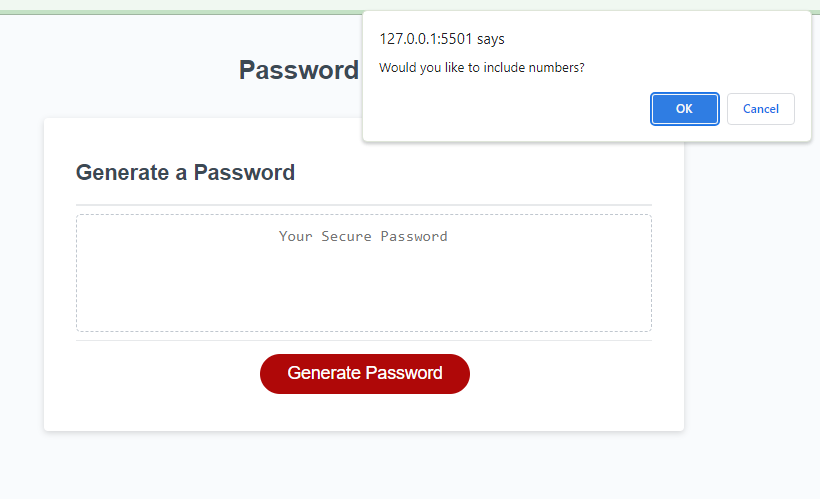 127.0.0.1:5501 says
Would you like to include numbers?
OK Cancel
Password
Generate a Password
Your Secure Password
Generate Password